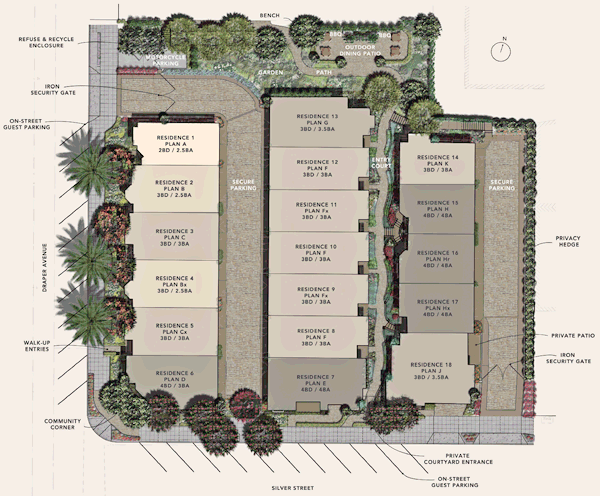 BENCH
REFUSE & RECYCLE
ENCLOSURE
MOTORCYCLE
PARKING
BBQ
BBQ
OUTDOOR
DINING PATIO
N
GARDEN
PATH
IRON
SECURITY GATE
ON-STREET
GUEST PARKING
RESIDENCE 1
PLAN A
2BD / 2.5BA
RESIDENCE 2
PLAN B
3BD / 2.5BA
RESIDENCE 3
PLAN C
3BD / 3BA
RESIDENCE 4
PLAN Bx
3BD / 2.5BA
RESIDENCE 5
PLAN Cx
3BD / 3BA
RESIDENCE 6
PLAN D
4BD / 3BA
SECURE
PARKING
RESIDENCE 13
PLAN G
3BD / 3.5BA
RESIDENCE 12
PLAN F
3BD / 3BA
RESIDENCE 11
PLAN Fx
3BD / 3BA
RESIDENCE 10
PLAN F
3BD / 3BA
RESIDENCE 9
PLAN Fx
3BD / 3BA
RESIDENCE 8
PLAN F
3BD / 3BA
RESIDENCE 7
PLAN E
4BD / 4BA
ENTRY
COURT
RESIDENCE 14
PLAN K
3BD / 3BA
RESIDENCE 15
PLAN H
4BD / 4BA
RESIDENCE 16
PLAN Hr
4BD / 4BA
RESIDENCE 17
PLAN Hx
4BD / 4BA
RESIDENCE 18
PLAN J
3BD / 3.5BA
SECURE
PARKING
PRIVACY
HEDGE
PRIVATE PATIO
IRON
SECURITY GATE
DRAPER AVENUE
WALK-UP
ENTRIES
COMMUNITY
CORNER
PRIVATE
COURTYARD ENTRANCE
ON-STREET
GUEST PARKING
SILVER STREET